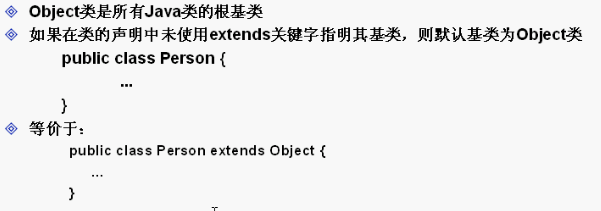 Object类是所有Java类的根基类
如果在类的声明中未使用extends关键字指明其基类，则默认基类为Object类
public class Person {
...
}
等价于：
public class Person extends Object {
...
}